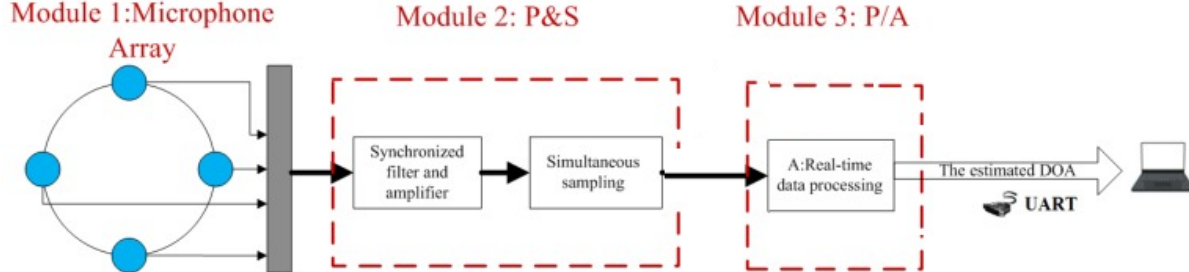 Module 1:Microphone
Array
Module 2: P&S
Module 3: P/A
Synchronized
filter and
amplifier
Simultaneous
sampling
A:Real-time
data processing
The estimated DOA
UART